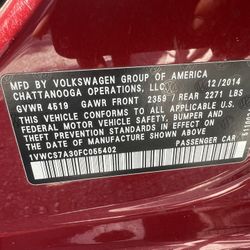 MFD BY VOLKSWAGEN GROUP OF AMERICA
CHATTANOOGA OPERATIONS, LLC 12/2014
GVWR 4519 GAWR FRONT 2359 / REAR 2271 LBS
THIS VEHICLE CONFORMS TO ALL APPLICABLE
FEDERAL MOTOR VEHICLE SAFETY, BUMPER AND
THEFT PREVENTION STANDARDS IN EFFECT ON
THE DATE OF MANUFACTURE SHOWN ABOVE.
1VWCS7A30FC055402 PASSENGER CAR